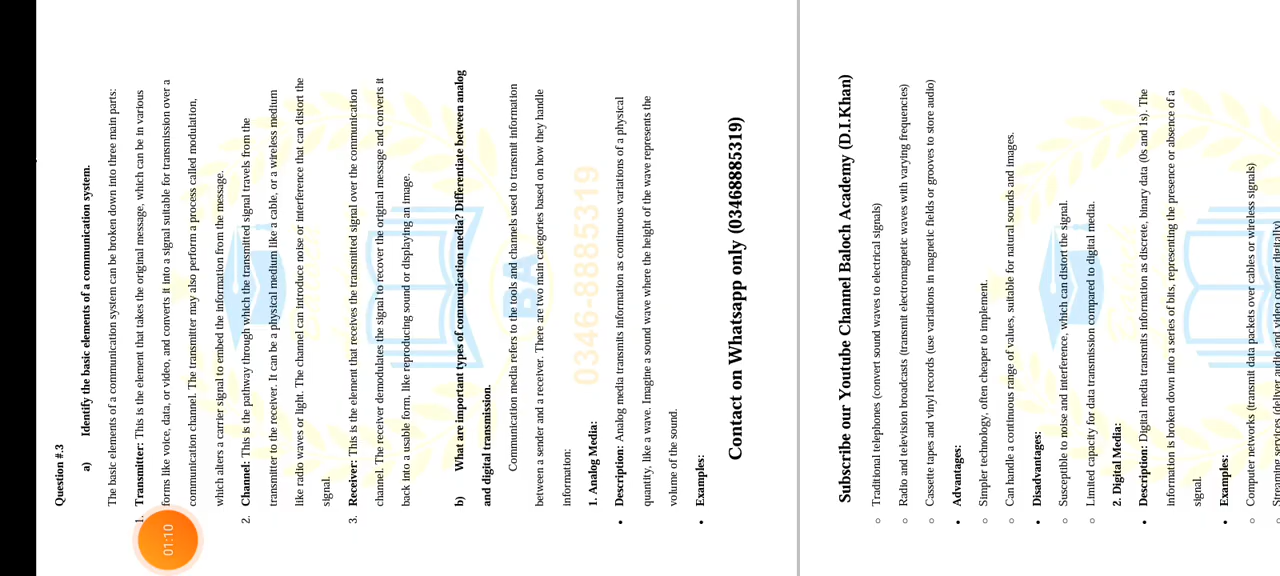 Question #.3
a) Identify the basic elements of a communication system.
The basic elements of a communication system can be broken down into three main parts:
1. Transmitter: This is the element that takes the original message, which can be in various
forms like voice, data, or video, and converts it into a signal suitable for transmission over a
communication channel. The transmitter may also perform a process called modulation,
which alters a carrier signal to embed the information from the message.
2. Channel: This is the pathway through which the transmitted signal travels from the
transmitter to the receiver. It can be a physical medium like a cable, or a wireless medium
like radio waves or light. The channel can introduce noise or interference that can distort the
signal.
3. Receiver: This is the element that receives the transmitted signal over the communication
channel. The receiver demodulates the signal to recover the original message and converts it
back into a usable form, like reproducing sound or displaying an image.
b) What are important types of communication media? Differentiate between analog
and digital transmission.
Communication media refers to the tools and channels used to transmit information
between a sender and a receiver. There are two main categories based on how they handle
information:
0346-8885319
BA
1. Analog Media:
• Description: Analog media transmits information as continuous variations of a physical
quantity, like a wave. Imagine a sound wave where the height of the wave represents the
volume of the sound.
• Examples:
Contact on Whatsapp only (03468885319)
Subscribe our Youtube Channel Baloch Academy (D.I.Khan)
○ Traditional telephones (convert sound waves to electrical signals)
○ Radio and television broadcasts (transmit electromagnetic waves with varying frequencies)
○ Cassette tapes and vinyl records (use variations in magnetic fields or grooves to store audio)
• Advantages:
○ Simpler technology, often cheaper to implement.
○ Can handle a continuous range of values, suitable for natural sounds and images.
• Disadvantages:
○ Susceptible to noise and interference, which can distort the signal.
○ Limited capacity for data transmission compared to digital media.
2. Digital Media:
• Description: Digital media transmits information as discrete, binary data (0s and 1s). The
information is broken down into a series of bits, representing the presence or absence of a
signal.
• Examples:
○ Computer networks (transmit data packets over cables or wireless signals)
○ Streaming services (deliver audio and video content digitally)
01:10